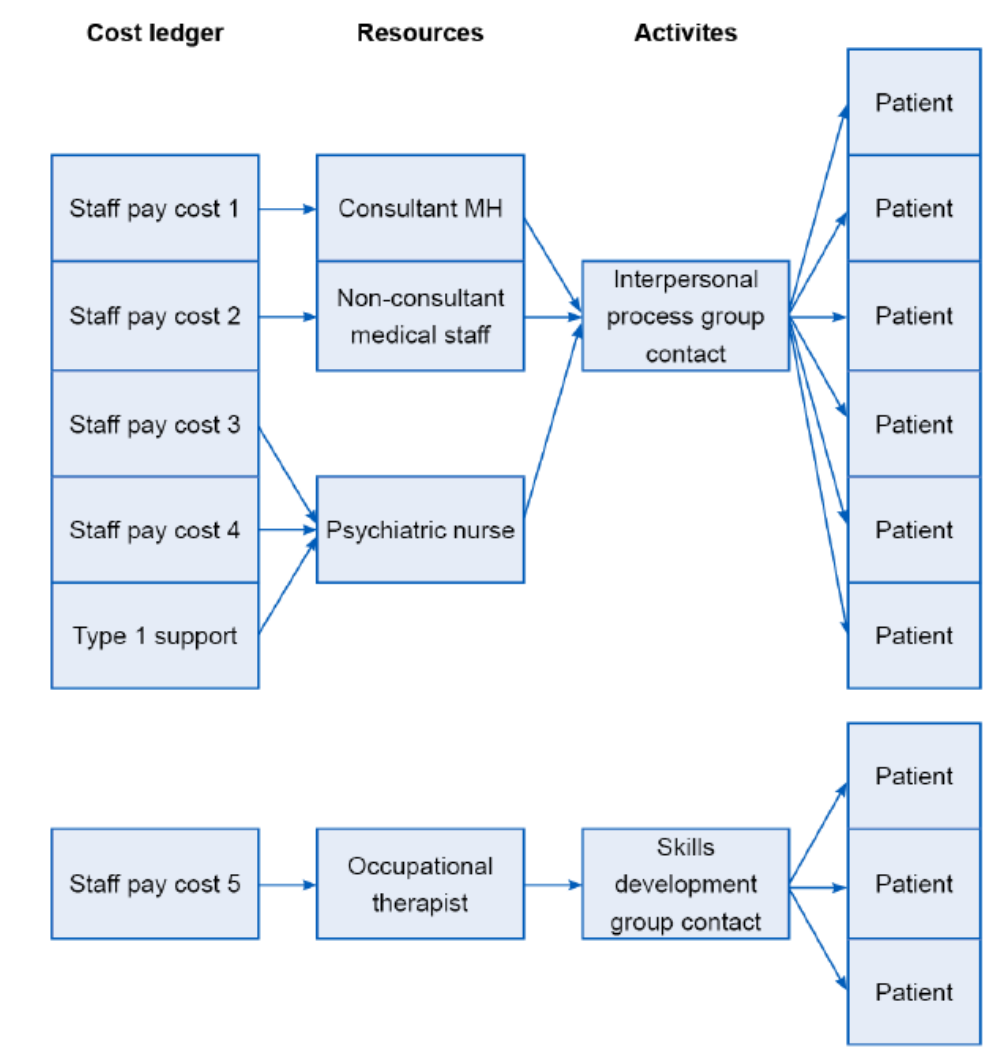 Cost ledger
Resources
Activites
Patient
Staff pay cost 1
Consultant MH
Patient
Staff pay cost 2
Non-consultant
medical staff
Interpersonal
process group
contact
Patient
Staff pay cost 3
Patient
Staff pay cost 4
Psychiatric nurse
Patient
Type 1 support
Patient
Patient
Staff pay cost 5
Occupational
therapist
Skills
development
group contact
Patient
Patient